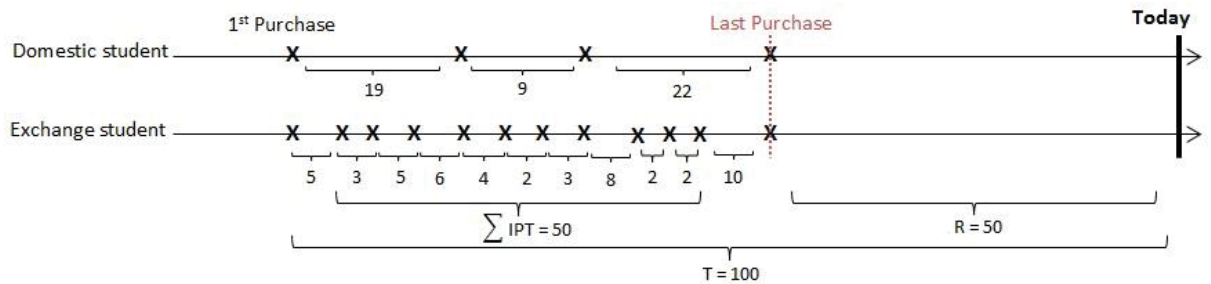 1st Purchase
Last Purchase
Today
Domestic student
X X X X
19 9 22
Exchange student
X X X X X X X X X X X X
5 3 5 6 4 2 3 8 2 2 10
∑ IPT = 50
R = 50
T = 100